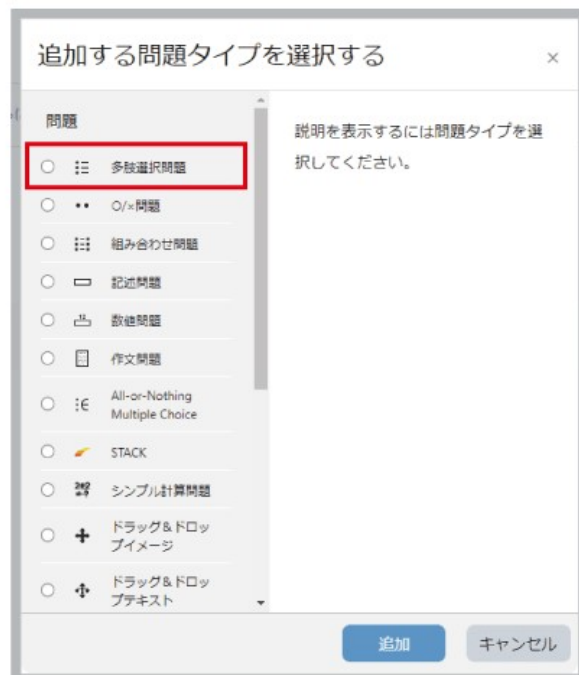 追加する問題タイプを選択する
×
問題
多肢選択問題
○/×問題
組み合わせ問題
記述問題
数値問題
作文問題
All-or-Nothing
Multiple Choice
STACK
シンプル計算問題
ドラッグ&ドロッ
プイメージ
ドラッグ&ドロッ
プテキスト
説明を表示するには問題タイプを選
択してください。
追加
キャンセル